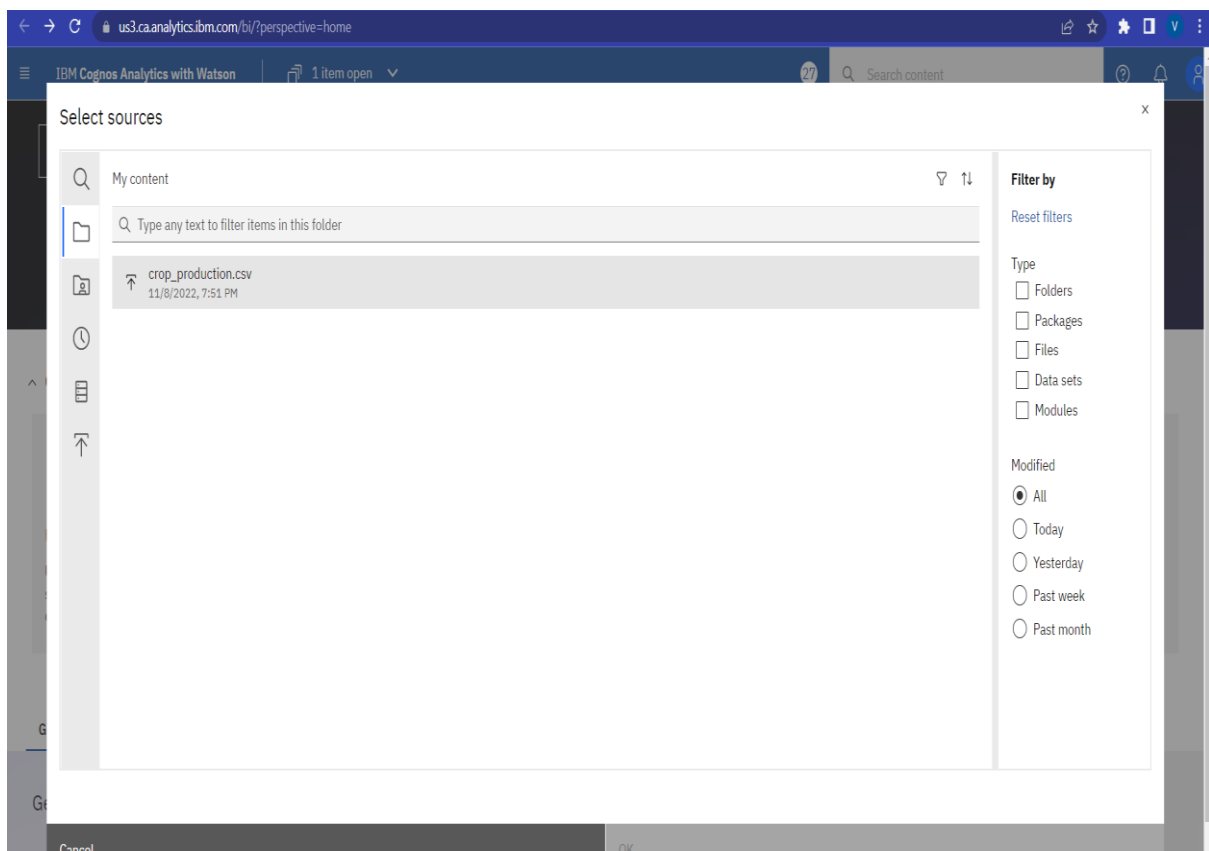 us3.ca.analytics.ibm.com/bi/?perspective=home
V
IBM Cognos Analytics with Watson
1 item open
27
Search content
Select sources
x
My content
Filter by
Type any text to filter items in this folder
Reset filters
crop_production.csv
11/8/2022, 7:51 PM
Type
Folders
Packages
Files
Data sets
Modules
Modified
All
Today
Yesterday
Past week
Past month
G
Ge
Cancel
OK